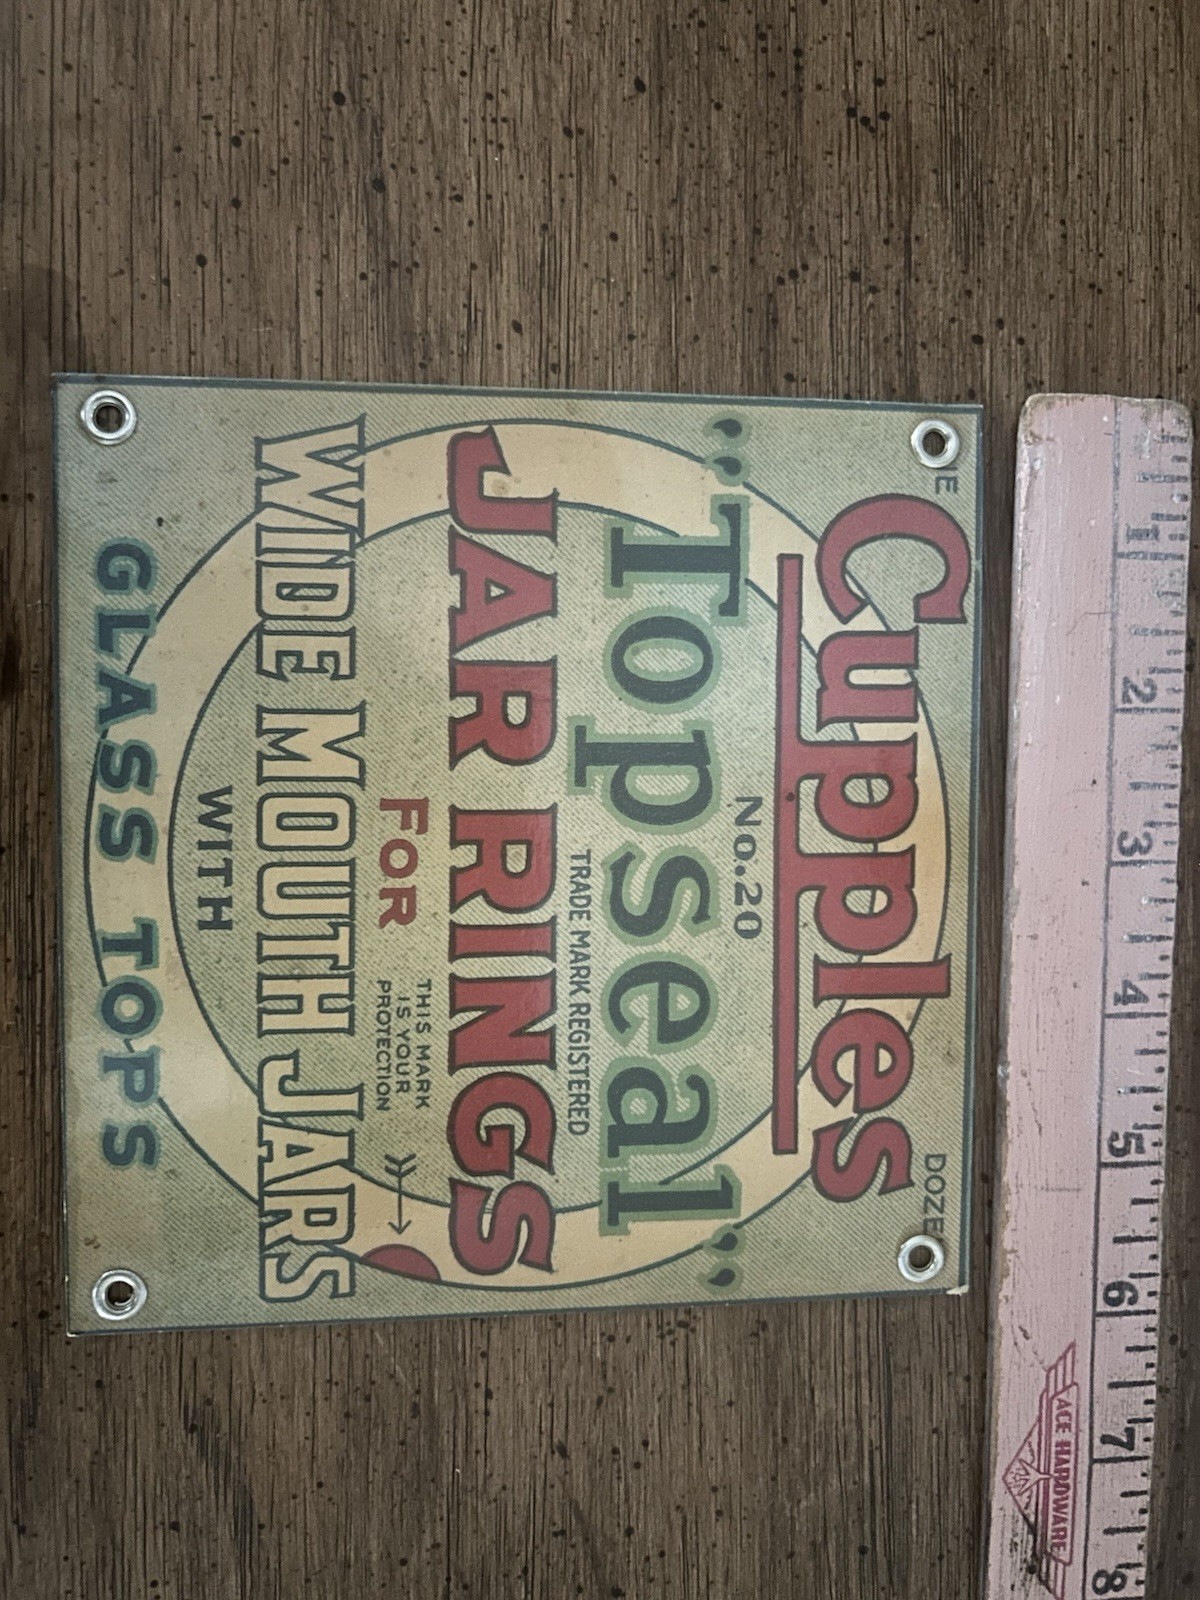 NE DOZE
Cupples
No.20
"Topseal"
TRADE MARK REGISTERED
JAR RINGS
FOR
THIS MARK
IS YOUR
PROTECTION
WIDE MOUTH JARS
WITH
GLASS TOPS
1 2 3 4 5 6 7 8
ACE HARDWARE